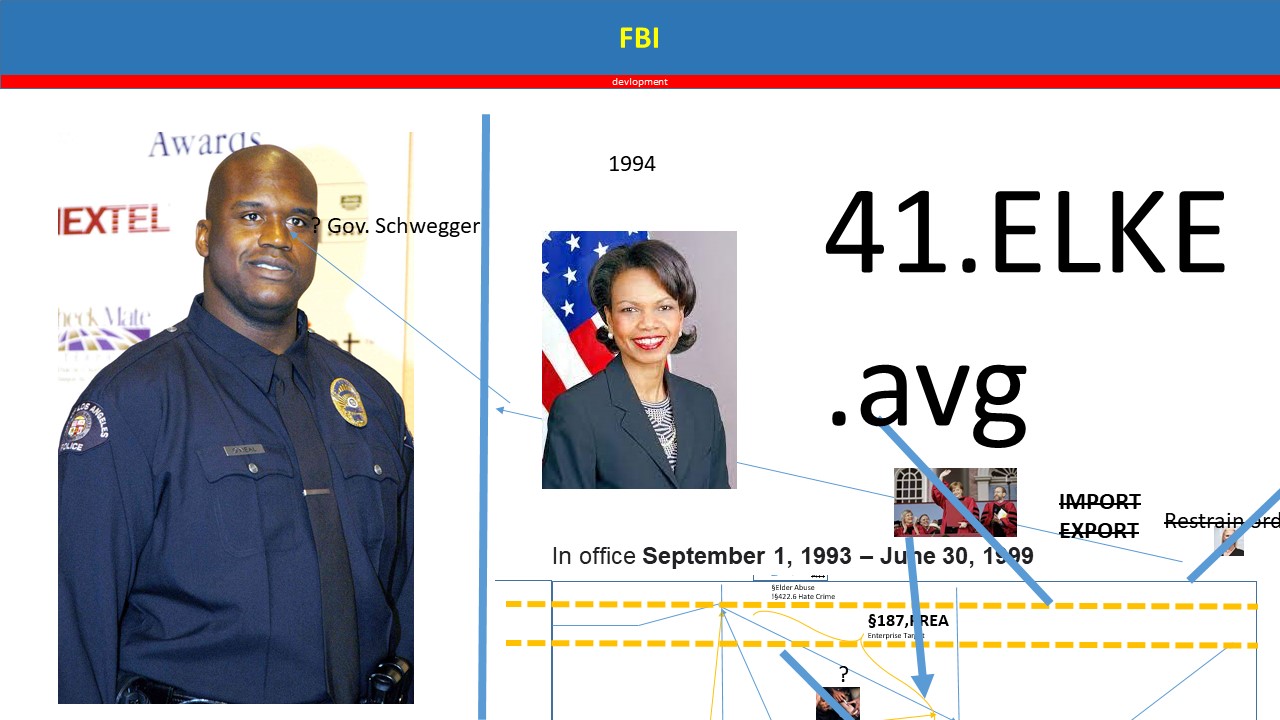 FBI
devlopment
Awards
NEXTEL
? Gov. Schwegger
1994
41.ELKE
.avg
heck Mate
LOS ANGELES
POLICE
IMPORT
EXPORT
Restrain ord
In office September 1, 1993 – June 30, 1999
§Elder Abuse
!§422.6 Hate Crime
§187,FREA
Enterprise Target
?